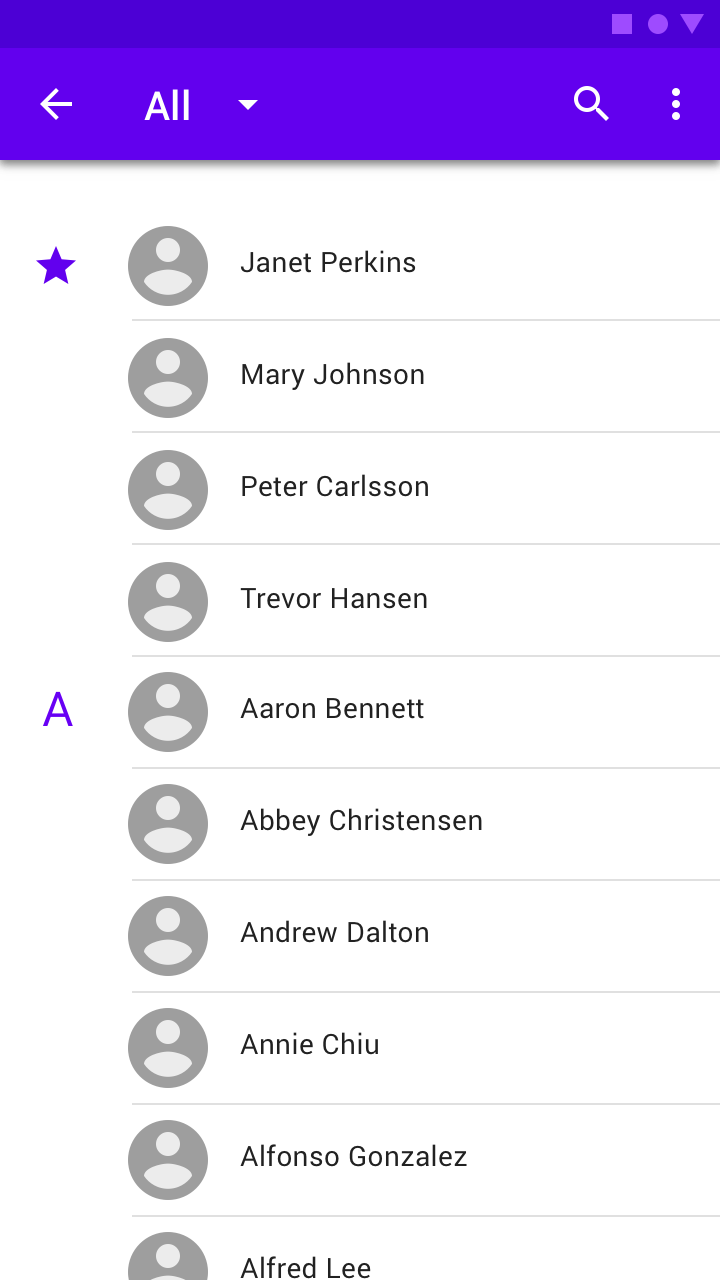 All
Janet Perkins
Mary Johnson
Peter Carlsson
Trevor Hansen
A
Aaron Bennett
Abbey Christensen
Andrew Dalton
Annie Chiu
Alfonso Gonzalez
Alfred Lee